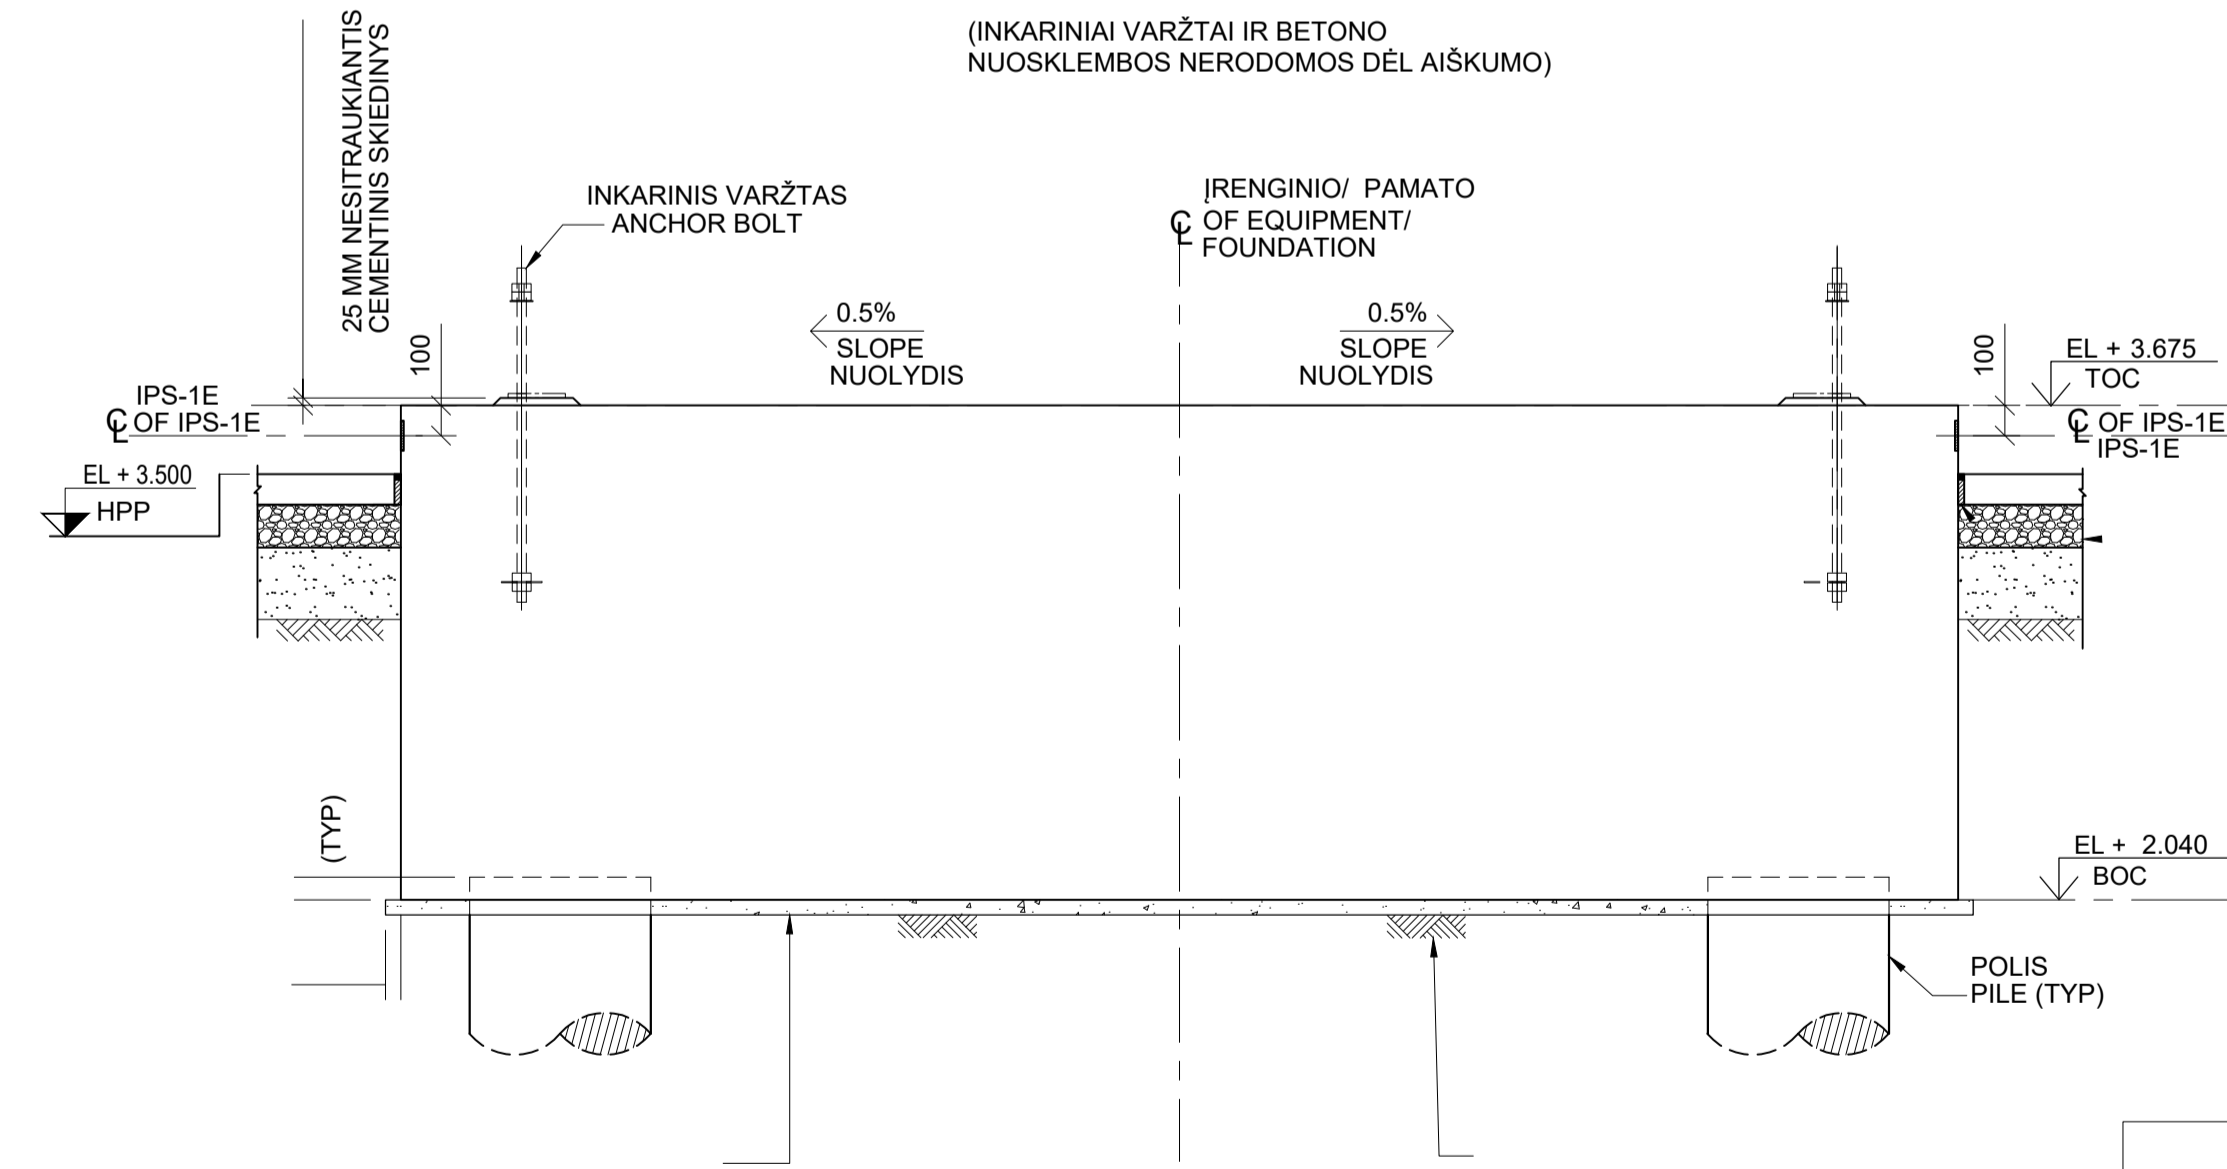 (INKARINIAI VARŽTAI IR BETONO
NUOSKLEMBOS NERODOMOS DĖL AIŠKUMO)
25 MM NESITRAUKIANTIS
CEMENTINIS SKIEDINYS
INKARINIS VARŽTAS
ANCHOR BOLT
ĮRENGINIO/ PAMATO
℄ OF EQUIPMENT/
FOUNDATION
0.5%
SLOPE
NUOLYDIS
0.5%
SLOPE
NUOLYDIS
100
100
EL + 3.675
TOC
IPS-1E
℄ OF IPS-1E
℄ OF IPS-1E
IPS-1E
EL + 3.500
HPP
(TYP)
EL + 2.040
BOC
POLIS
PILE (TYP)